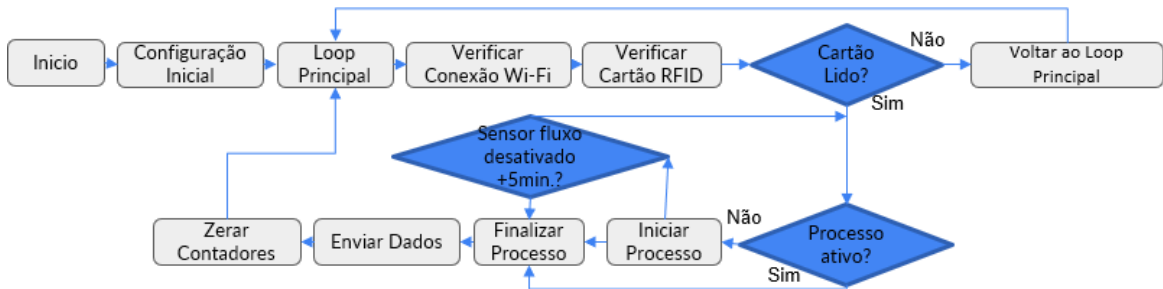 Inicio
Configuração
Inicial
Loop
Principal
Verificar
Conexão Wi-Fi
Verificar
Cartão RFID
Cartão
Lido?
Não
Voltar ao Loop
Principal
Sim
Sensor fluxo
desativado
+5min.?
Zerar
Contadores
Enviar Dados
Finalizar
Processo
Iniciar
Processo
Não
Processo
ativo?
Sim